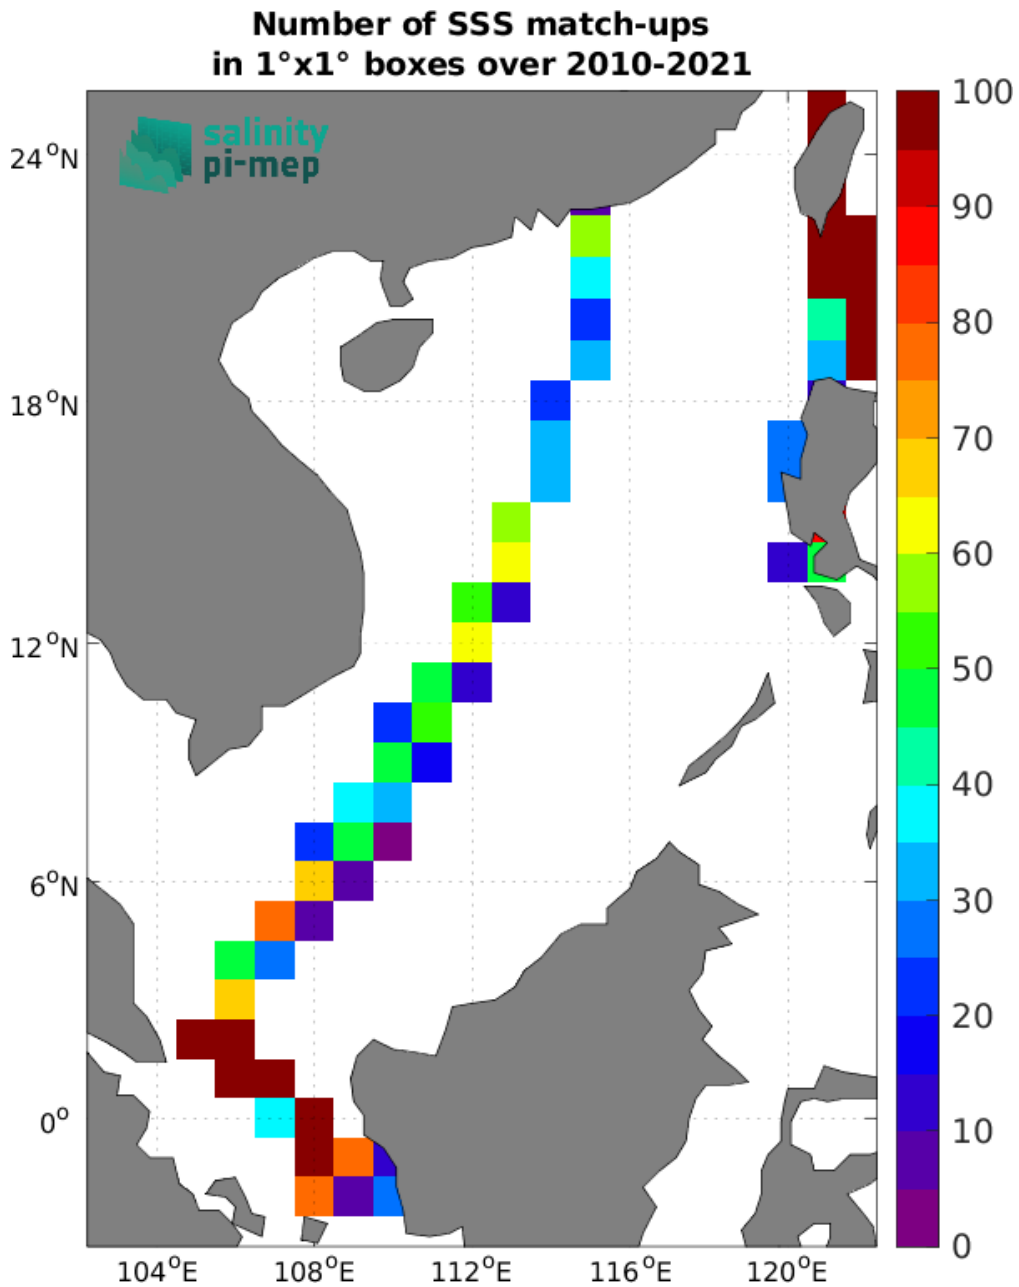 Number of SSS match-ups
in 1°x1° boxes over 2010-2021
salinity
pi-mep
24°N
18°N
12°N
6°N
0°
104°E 108°E 112°E 116°E 120°E
100
90
80
70
60
50
40
30
20
10
0